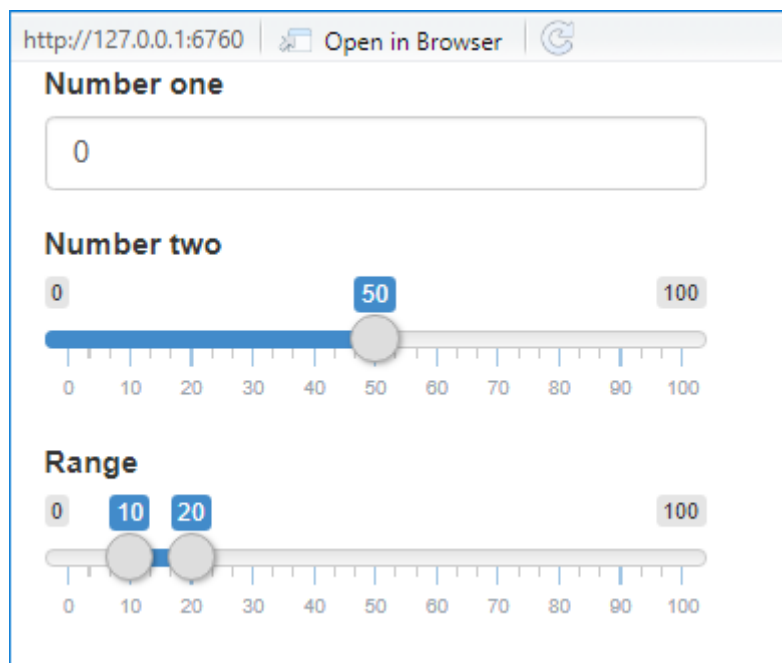 http://127.0.0.1:6760 Open in Browser
Number one
0
Number two
0 50 100
0 10 20 30 40 50 60 70 80 90 100
Range
0 10 20 100
0 10 20 30 40 50 60 70 80 90 100